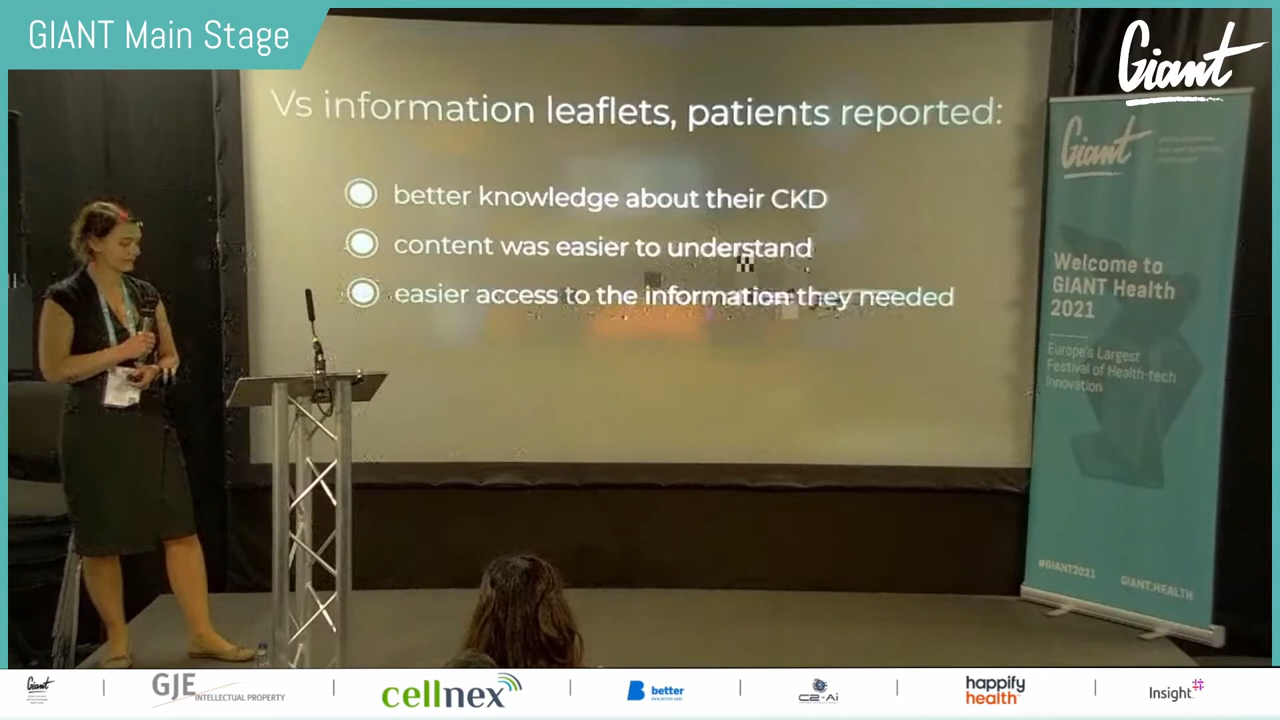 GIANT Main Stage
Giant
Vs information leaflets, patients reported:
better knowledge about their CKD
content was easier to understand
easier access to the information they needed
Giant
Welcome to
GIANT Health
2021
Europe's Largest
Festival of Health-tech
Innovation
#GIANT2021
GIANT.HEALTH
Giant
GJE
INTELLECTUAL PROPERTY
cellnex
better
C2-Ai
happify
health
Insight